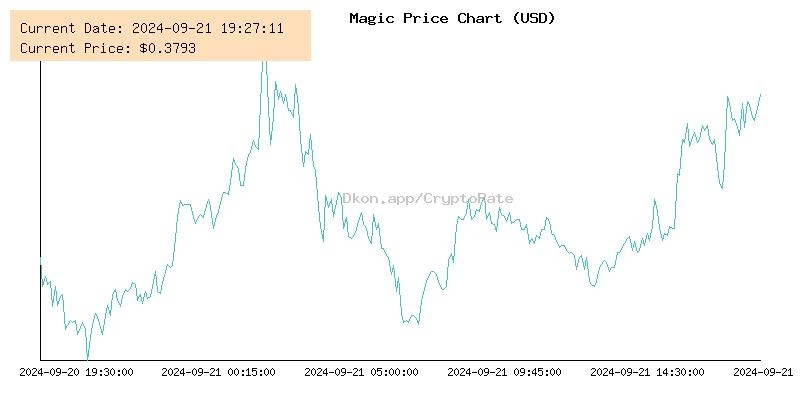 Magic Price Chart (USD)
Current Date: 2024-09-21 19:27:11
Current Price: $0.3793
Dkon.app/CryptoRate
2024-09-20 19:30:00 2024-09-21 00:15:00 2024-09-21 05:00:00 2024-09-21 09:45:00 2024-09-21 14:30:00 2024-09-21